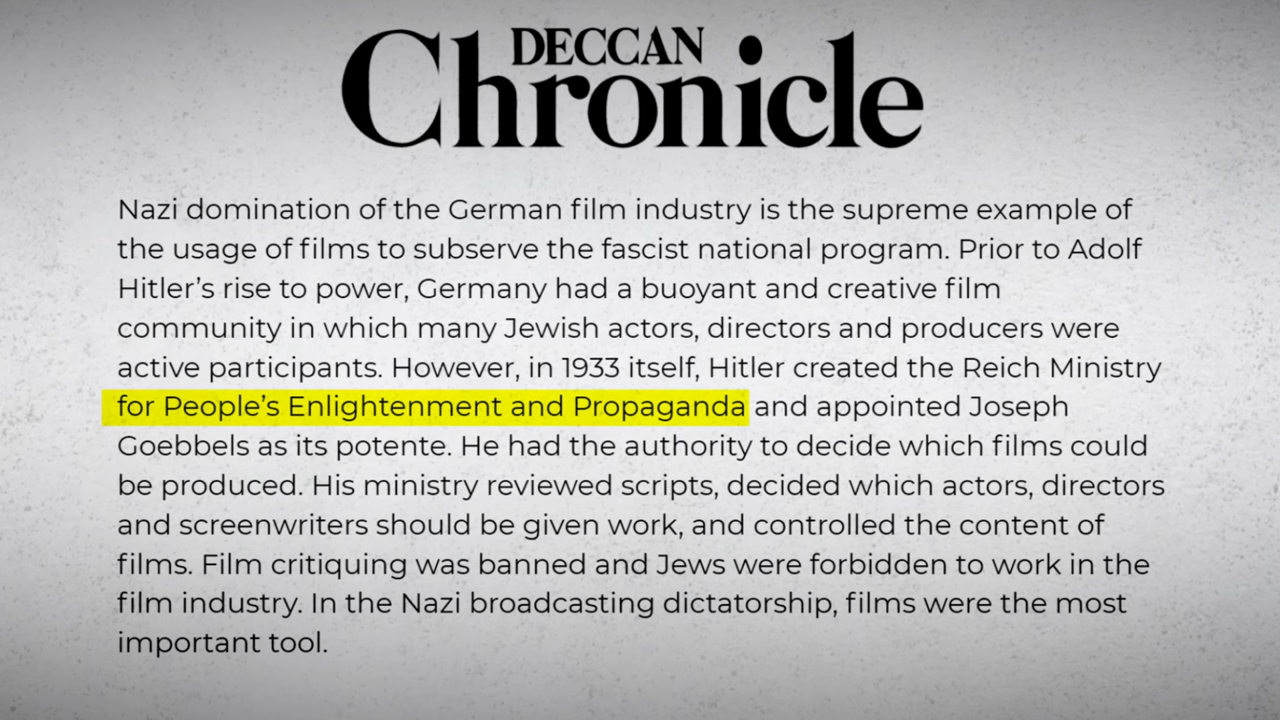 DECCAN
Chronicle
Nazi domination of the German film industry is the supreme example of
the usage of films to subserve the fascist national program. Prior to Adolf
Hitler’s rise to power, Germany had a buoyant and creative film
community in which many Jewish actors, directors and producers were
active participants. However, in 1933 itself, Hitler created the Reich Ministry
for People’s Enlightenment and Propaganda and appointed Joseph
Goebbels as its potente. He had the authority to decide which films could
be produced. His ministry reviewed scripts, decided which actors, directors
and screenwriters should be given work, and controlled the content of
films. Film critiquing was banned and Jews were forbidden to work in the
film industry. In the Nazi broadcasting dictatorship, films were the most
important tool.